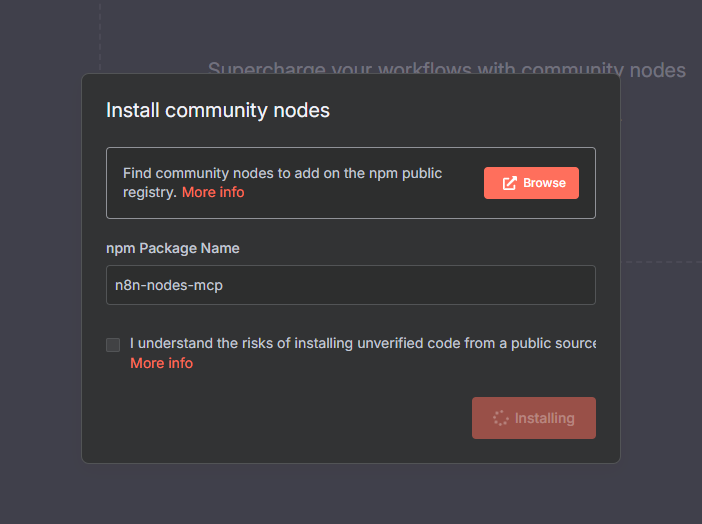 Supercharge your workflows with community nodes
Install community nodes
Find community nodes to add on the npm public
registry. More info
Browse
npm Package Name
n8n-nodes-mcp
I understand the risks of installing unverified code from a public source
More info
Installing